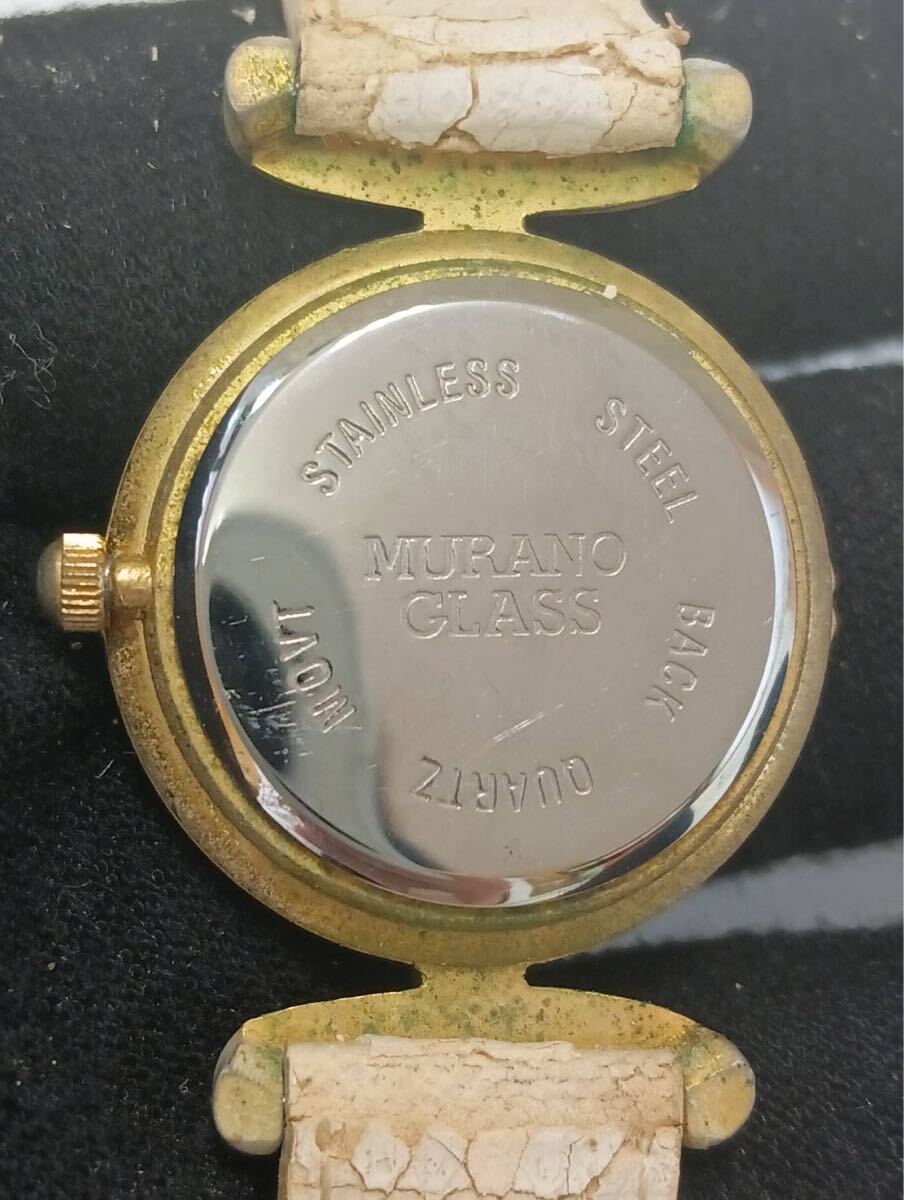 STAINLESS STEEL BACK
QUARTZ MOVT
MURANO
GLASS